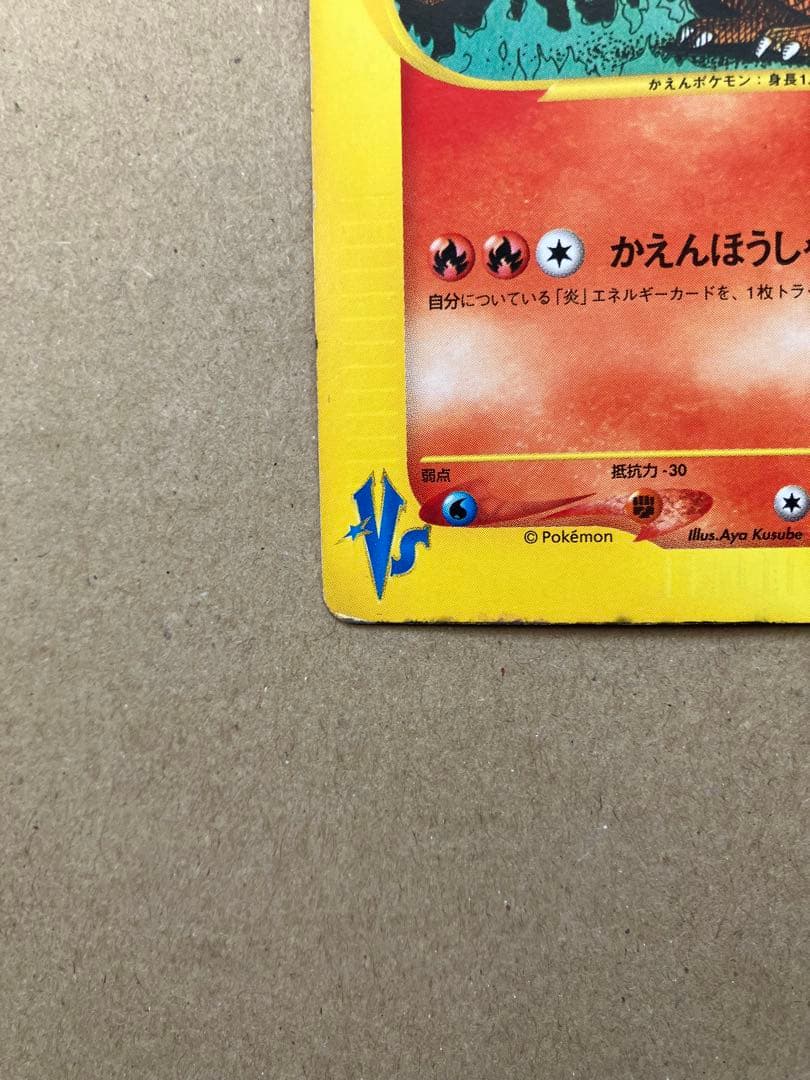 かえんポケモン：身長1.
かえんほうし
自分についている「炎」エネルギーカードを、1枚トラ
弱点 抵抗力 -30
VS
© Pokémon Illus.Aya Kusube